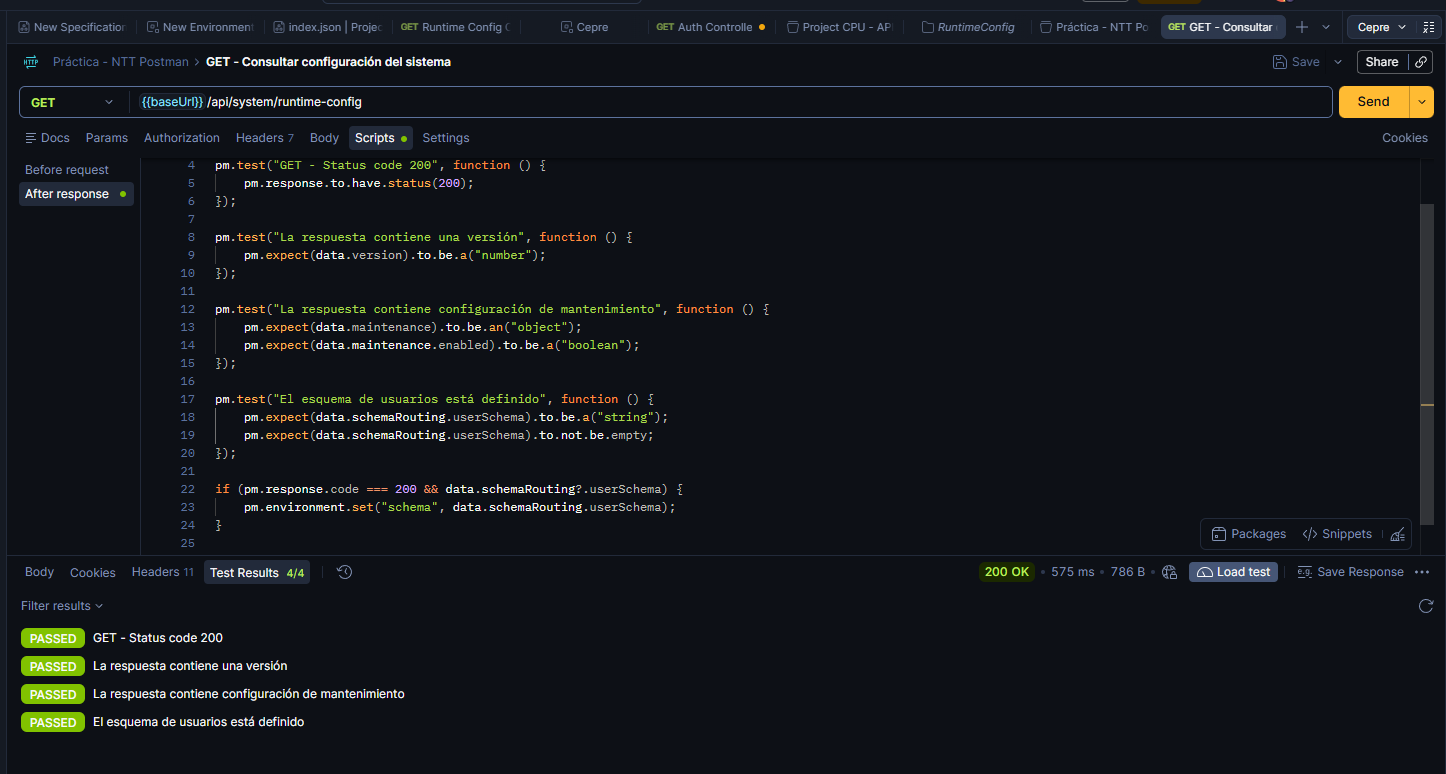 New Specification
New Environment
index.json | Projec
GET Runtime Config
Cepre
GET Auth Controlle
Project CPU - API
RuntimeConfig
Práctica - NTT Po
GET GET - Consultar
Cepre
HTTP Práctica - NTT Postman > GET - Consultar configuración del sistema
Save
Share
GET {{baseUrl}} /api/system/runtime-config
Send
Docs Params Authorization Headers 7 Body Scripts Settings
Cookies
Before request
After response
4 pm.test("GET - Status code 200", function () {
5 pm.response.to.have.status(200);
6 });
7
8 pm.test("La respuesta contiene una versión", function () {
9 pm.expect(data.version).to.be.a("number");
10 });
11
12 pm.test("La respuesta contiene configuración de mantenimiento", function () {
13 pm.expect(data.maintenance).to.be.an("object");
14 pm.expect(data.maintenance.enabled).to.be.a("boolean");
15 });
16
17 pm.test("El esquema de usuarios está definido", function () {
18 pm.expect(data.schemaRouting.userSchema).to.be.a("string");
19 pm.expect(data.schemaRouting.userSchema).to.not.be.empty;
20 });
21
22 if (pm.response.code === 200 && data.schemaRouting?.userSchema) {
23 pm.environment.set("schema", data.schemaRouting.userSchema);
24 }
25
Packages </> Snippets
Body Cookies Headers 11 Test Results 4/4
200 OK • 575 ms • 786 B • Load test e.g. Save Response
Filter results
PASSED GET - Status code 200
PASSED La respuesta contiene una versión
PASSED La respuesta contiene configuración de mantenimiento
PASSED El esquema de usuarios está definido